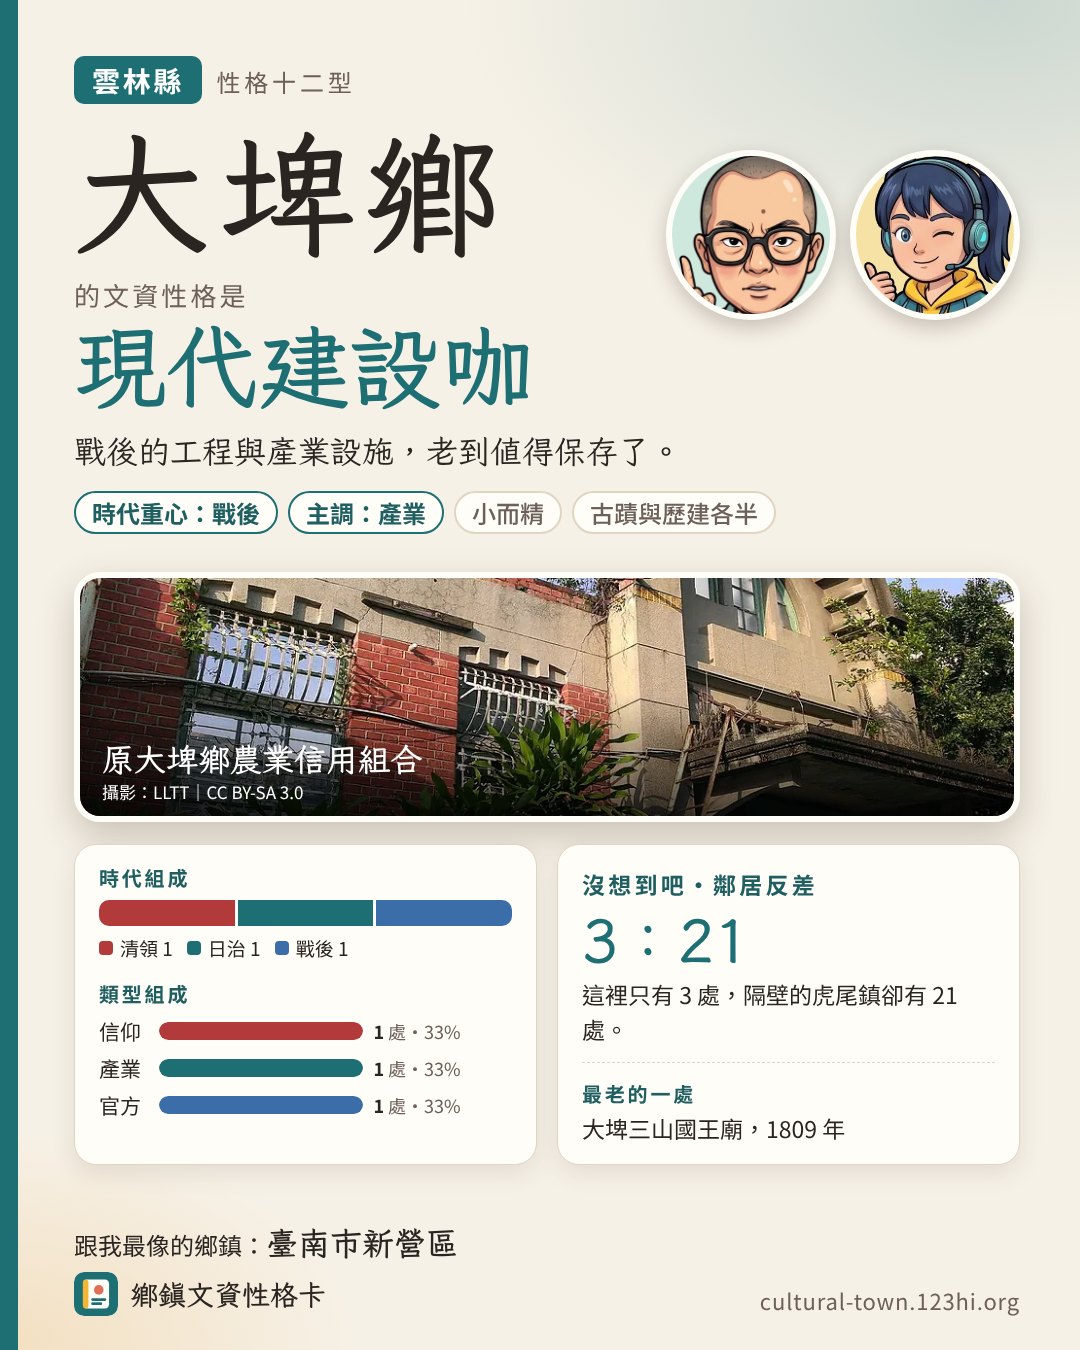 雲林縣 性格十二型
大埤鄉
的文資性格是
現代建設咖
戰後的工程與產業設施，老到值得保存了。
時代重心：戰後 主調：產業 小而精 古蹟與歷建各半
原大埤鄉農業信用組合
攝影：LLTT｜CC BY-SA 3.0
時代組成
清領 1 日治 1 戰後 1
類型組成
信仰 1 處・33%
產業 1 處・33%
官方 1 處・33%
沒想到吧・鄰居反差
3：21
這裡只有 3 處，隔壁的虎尾鎮卻有 21
處。
最老的一處
大埤三山國王廟，1809 年
跟我最像的鄉鎮：臺南市新營區
鄉鎮文資性格卡
cultural-town.123hi.org